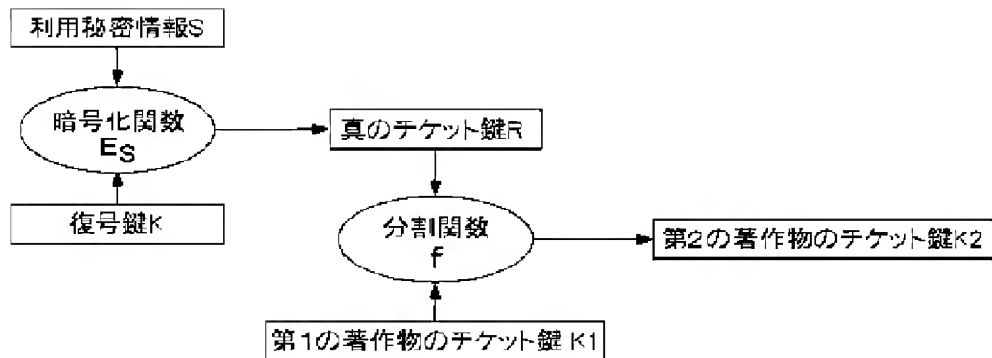 利用秘密情報S
暗号化関数
ES
復号鍵K
真のチケット鍵R
分割関数
f
第1の著作物のチケット鍵 K1
第2の著作物のチケット鍵K2